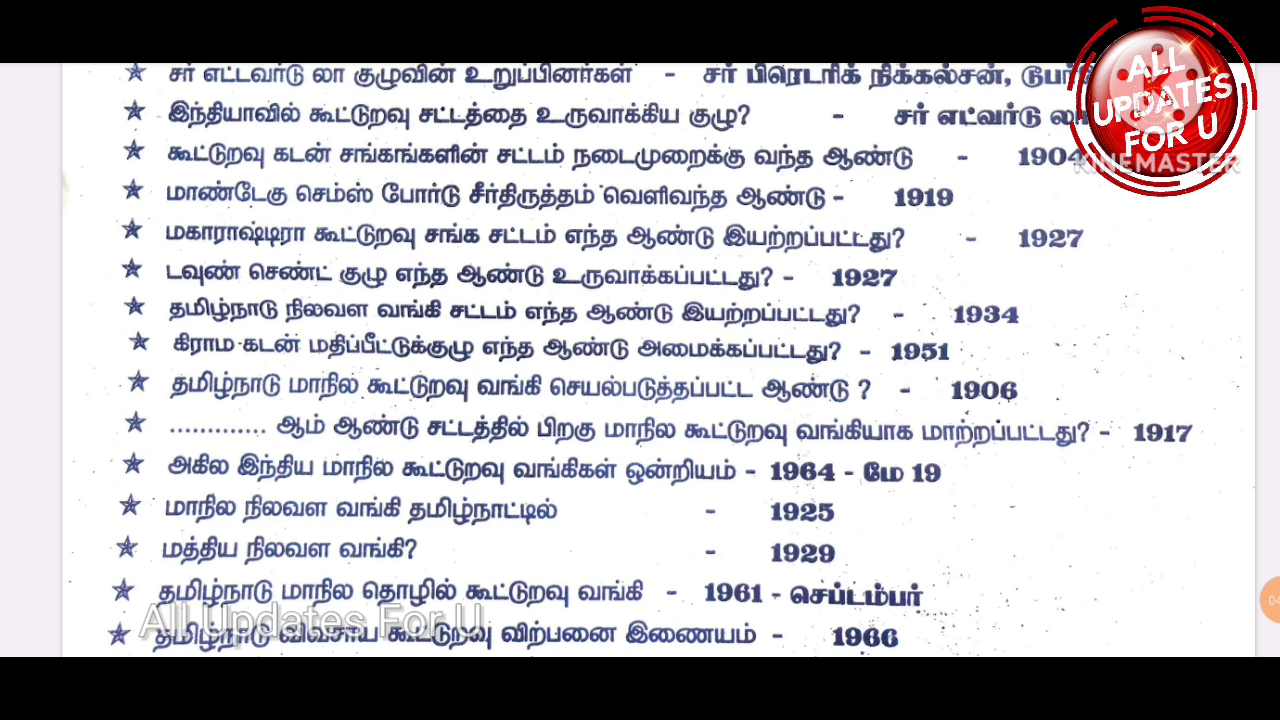 ★ சர் எட்டவர்டு லா குழுவின் உறுப்பினர்கள் - சர் பிரெடரிக் நிக்கல்சன்,
★ இந்தியாவில் கூட்டுறவு சட்டத்தை உருவாக்கிய குழு? - சர் எட்வர்டு லா
★ கூட்டுறவு கடன் சங்கங்களின் சட்டம் நடைமுறைக்கு வந்த ஆண்டு - 1904
★ மாண்டேகு செம்ஸ் போர்டு சீர்திருத்தம் வெளிவந்த ஆண்டு - 1919
★ மகாராஷ்டிரா கூட்டுறவு சங்க சட்டம் எந்த ஆண்டு இயற்றப்பட்டது? - 1927
★ டவுண் செண்ட் குழு எந்த ஆண்டு உருவாக்கப்பட்டது? - 1927
★ தமிழ்நாடு நிலவள வங்கி சட்டம் எந்த ஆண்டு இயற்றப்பட்டது? - 1934
★ கிராம கடன் மதிப்பீட்டுக்குழு எந்த ஆண்டு அமைக்கப்பட்டது? - 1951
★ தமிழ்நாடு மாநில கூட்டுறவு வங்கி செயல்படுத்தப்பட்ட ஆண்டு ? - 1906
★ ............. ஆம் ஆண்டு சட்டத்தில் பிறகு மாநில கூட்டுறவு வங்கியாக மாற்றப்பட்டது? - 1917
★ அகில இந்திய மாநில கூட்டுறவு வங்கிகள் ஒன்றியம் - 1964 - மே 19
★ மாநில நிலவள வங்கி தமிழ்நாட்டில் - 1925
★ மத்திய நிலவள வங்கி? - 1929
★ தமிழ்நாடு மாநில தொழில் கூட்டுறவு வங்கி - 1961 - செப்டம்பர்
★ தமிழ்நாடு விவசாய கூட்டுறவு விற்பனை இணையம் - 1966
All Updates For U
ALL
UPDATES
FOR U
KINEMASTER
04